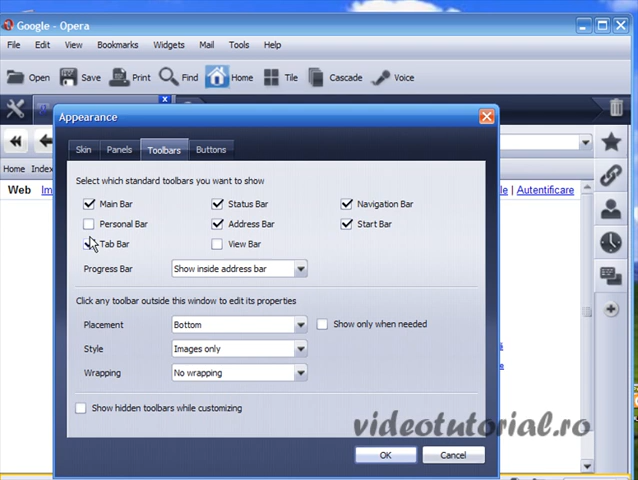 Google - Opera
File Edit View Bookmarks Widgets Mail Tools Help
Open Save Print Find Home Tile Cascade Voice
Appearance
Skin Panels Toolbars Buttons
Home Index
Web Im le | Autentificare
Select which standard toolbars you want to show
Main Bar Status Bar Navigation Bar
Personal Bar Address Bar Start Bar
Tab Bar View Bar
Progress Bar Show inside address bar
Click any toolbar outside this window to edit its properties
Placement Bottom Show only when needed
Style Images only
Wrapping No wrapping
Show hidden toolbars while customizing
videotutorial.ro
OK Cancel